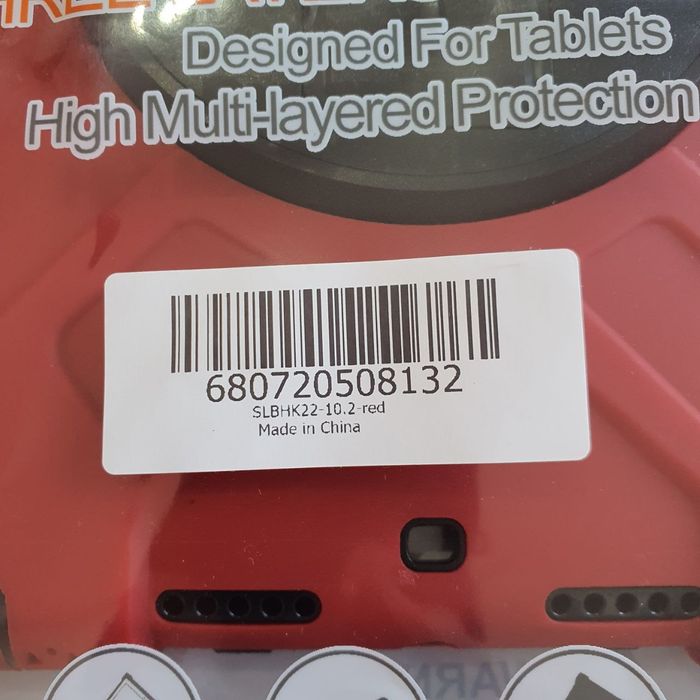 Designed For Tablets
High Multi-layered Protection
680720508132
SLBHK22-10.2-red
Made in China